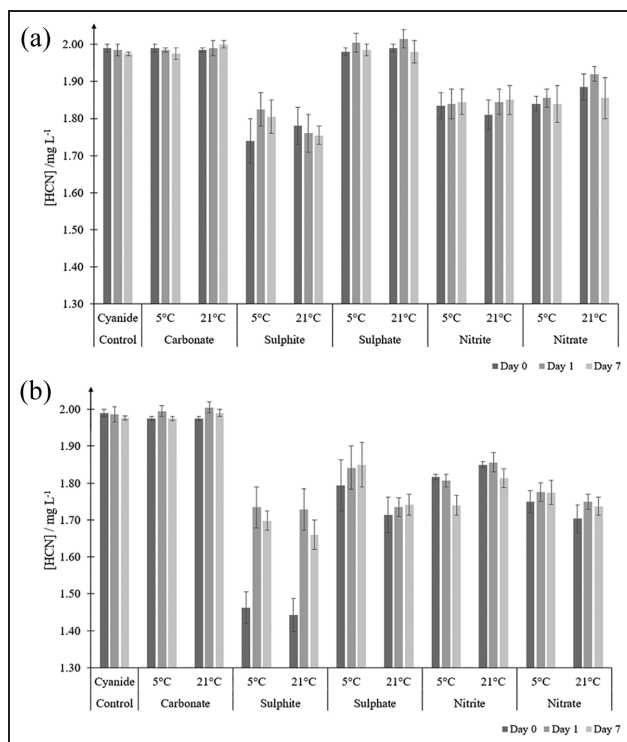 (a)
[HCN] /mg L-1
2.00
1.90
1.80
1.70
1.60
1.50
1.40
1.30
Cyanide 5°C 21°C 5°C 21°C 5°C 21°C 5°C 21°C 5°C 21°C
Control Carbonate Sulphite Sulphate Nitrite Nitrate
Day 0 Day 1 Day 7
(b)
[HCN] / mg L-1
2.00
1.90
1.80
1.70
1.60
1.50
1.40
1.30
Cyanide 5°C 21°C 5°C 21°C 5°C 21°C 5°C 21°C 5°C 21°C
Control Carbonate Sulphite Sulphate Nitrite Nitrate
Day 0 Day 1 Day 7